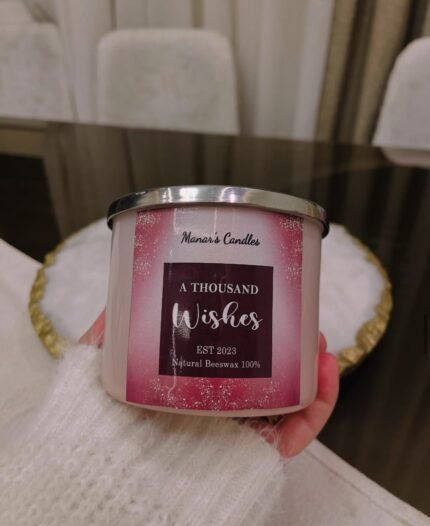 Manar's Candles
A THOUSAND
Wishes
EST 2023
Natural Beeswax 100%